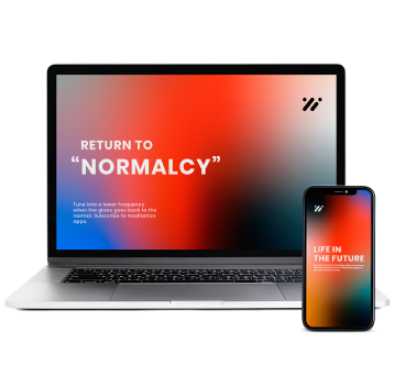 RETURN TO
“NORMALCY”
Tune into a lower frequency
when the globe goes back to the
normal. Subscribe to meditation
apps.
LIFE IN
THE FUTURE